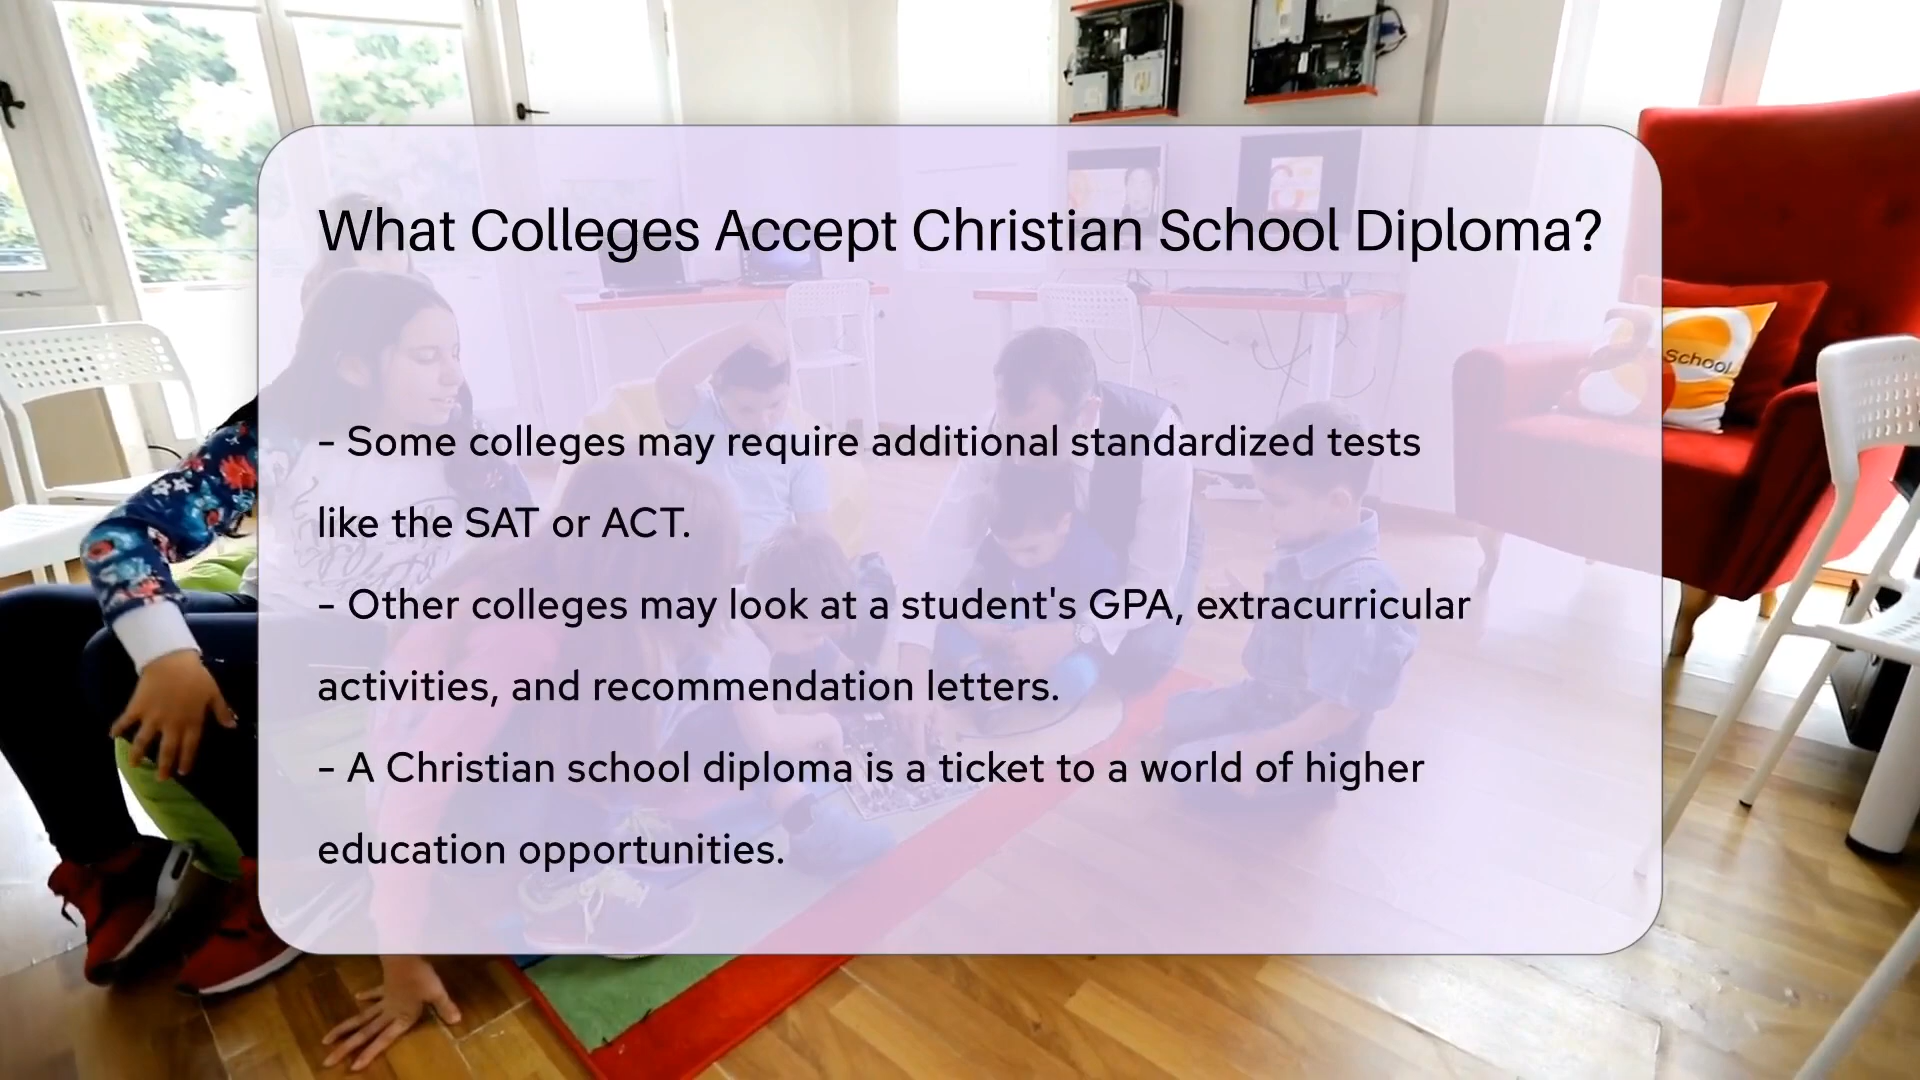 What Colleges Accept Christian School Diploma?
- Some colleges may require additional standardized tests
like the SAT or ACT.
- Other colleges may look at a student's GPA, extracurricular
activities, and recommendation letters.
- A Christian school diploma is a ticket to a world of higher
education opportunities.
School